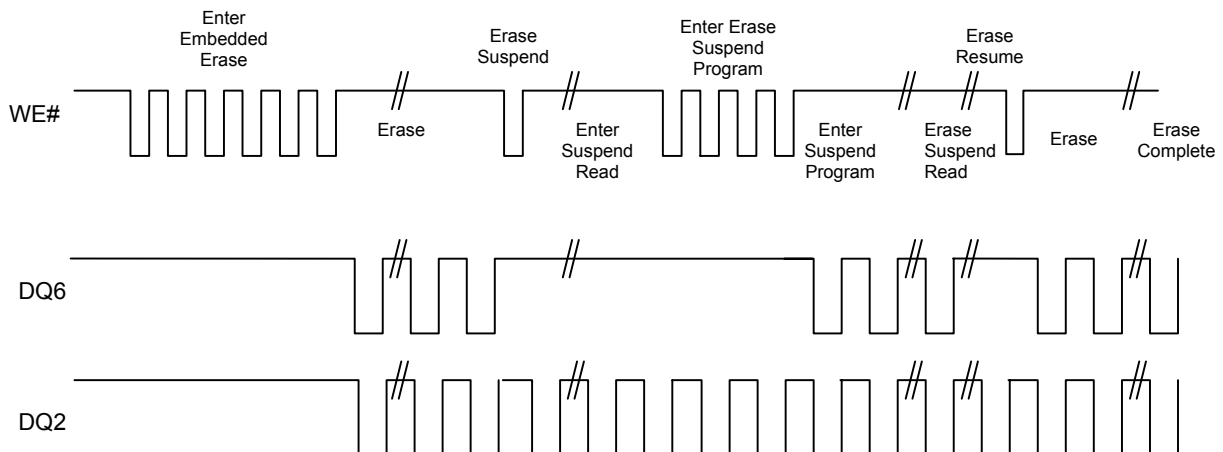 Enter
Embedded
Erase
Erase
Suspend
Enter Erase
Suspend
Program
Erase
Resume
WE#
Erase
Enter
Suspend
Read
Enter
Suspend
Program
Erase
Suspend
Read
Erase
Erase
Complete
DQ6
DQ2